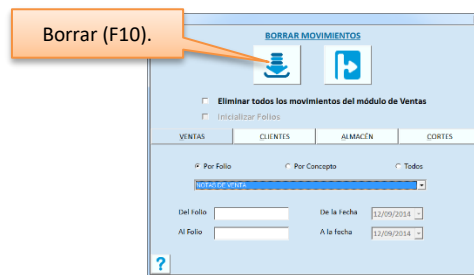 Borrar (F10).
BORRAR MOVIMIENTOS
Eliminar todos los movimientos del módulo de Ventas
Inicializar Folios
VENTAS CLIENTES ALMACÉN CORTES
Por Folio Por Concepto Todos
NOTAS DE VENTA
Del Folio De la Fecha 12/09/2014
Al Folio A la fecha 12/09/2014
?